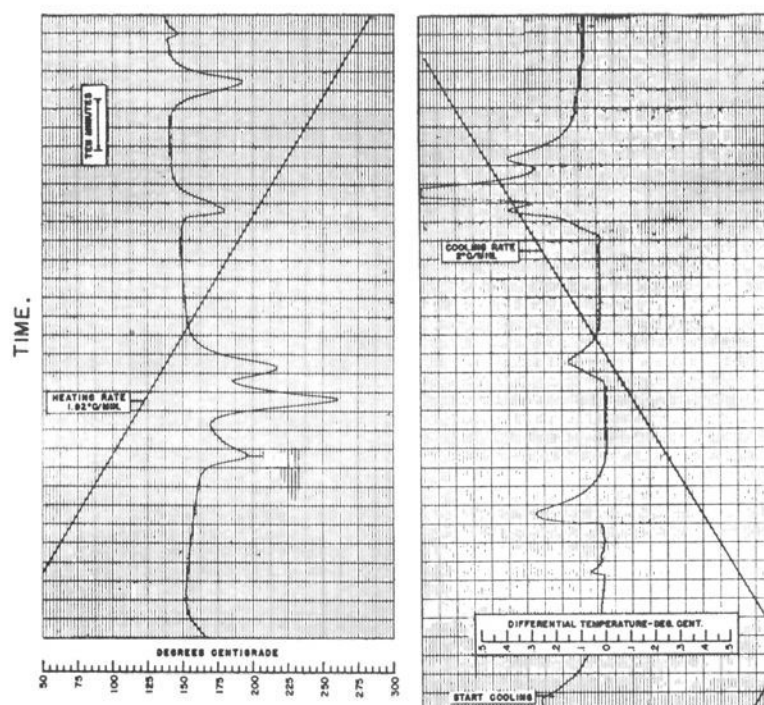 TEN MINUTES
TIME.
HEATING RATE
1.82°C/MIN.
DEGREES CENTIGRADE
50 75 100 125 150 175 200 225 250 275 300
COOLING RATE
2°C/MIN.
DIFFERENTIAL TEMPERATURE-DEG. CENT.
.5 .4 .3 .2 .1 0 .1 .2 .3 .4 .5
START COOLING